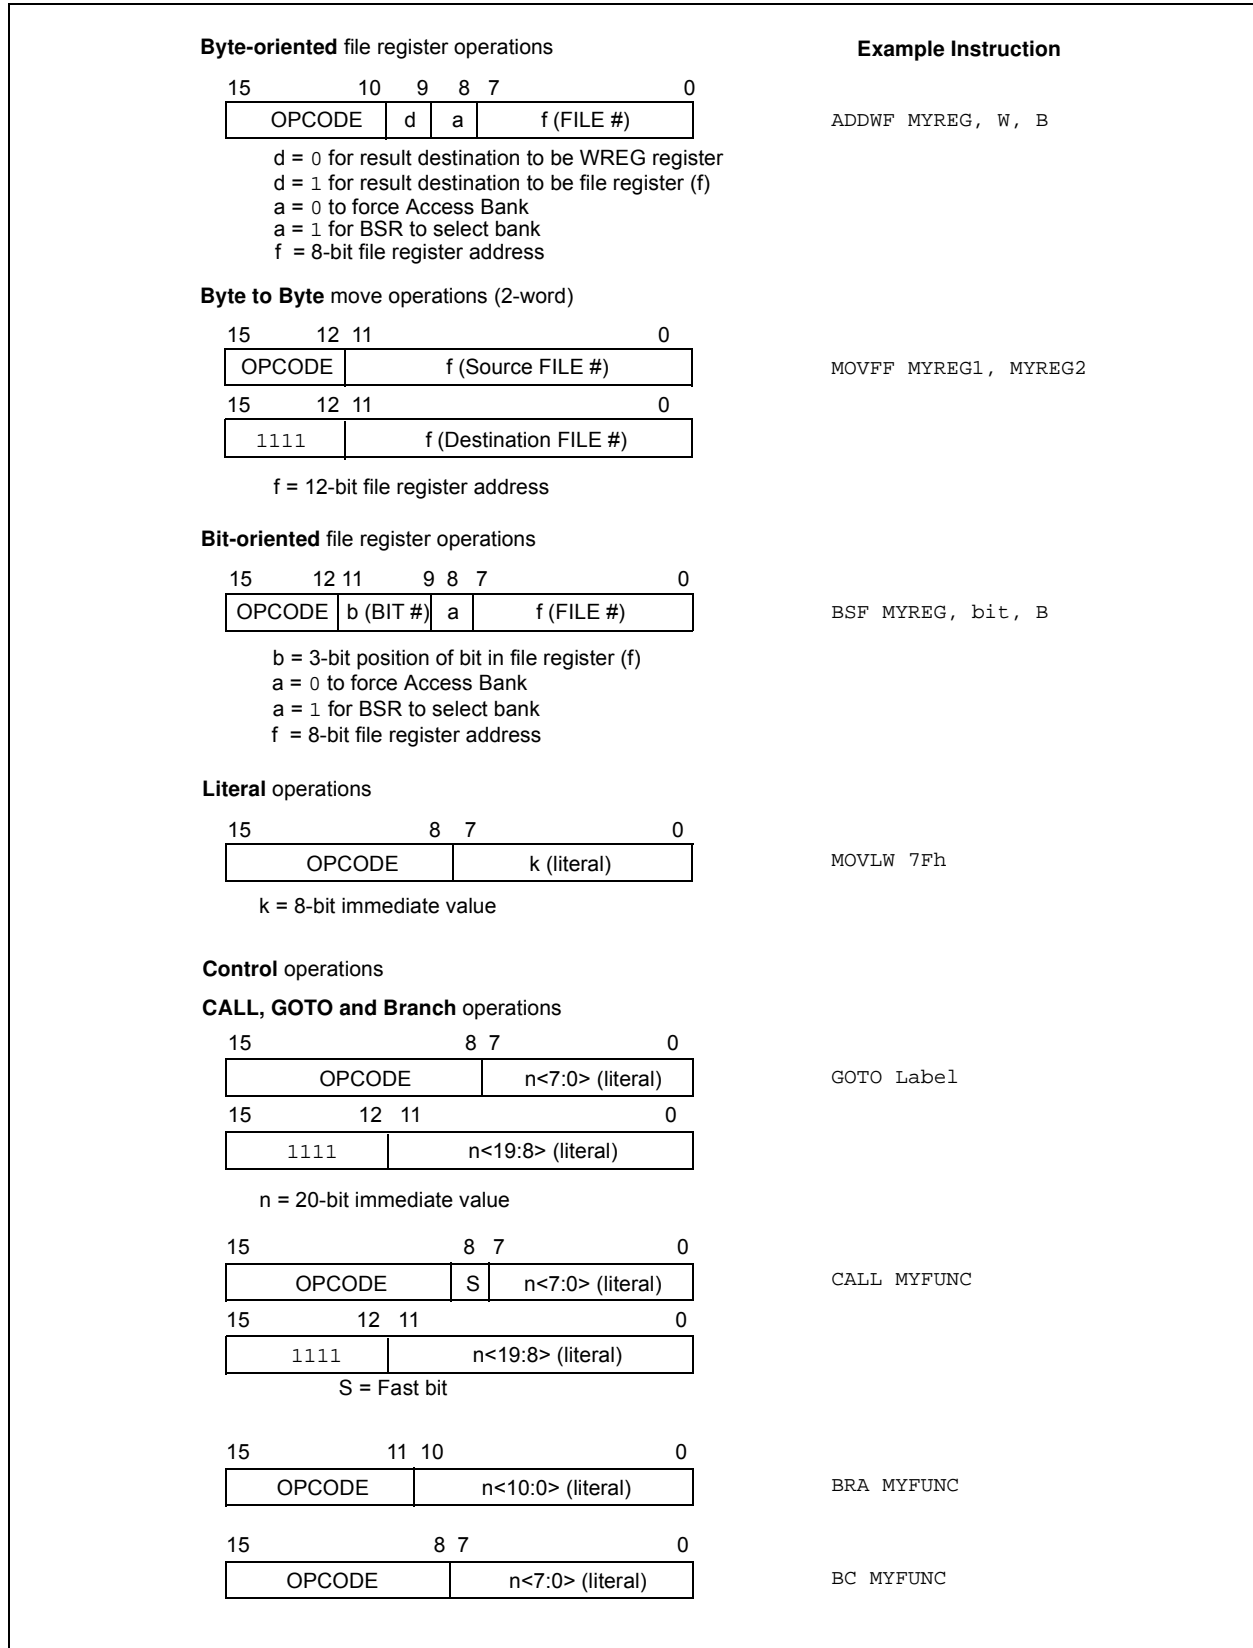 Byte-oriented file register operations Example Instruction
15 10 9 8 7 0
OPCODE d a f (FILE #) ADDWF MYREG, W, B
d = 0 for result destination to be WREG register
d = 1 for result destination to be file register (f)
a = 0 to force Access Bank
a = 1 for BSR to select bank
f = 8-bit file register address
Byte to Byte move operations (2-word)
15 12 11 0
OPCODE f (Source FILE #) MOVFF MYREG1, MYREG2
15 12 11 0
1111 f (Destination FILE #)
f = 12-bit file register address
Bit-oriented file register operations
15 12 11 9 8 7 0
OPCODE b (BIT #) a f (FILE #) BSF MYREG, bit, B
b = 3-bit position of bit in file register (f)
a = 0 to force Access Bank
a = 1 for BSR to select bank
f = 8-bit file register address
Literal operations
15 8 7 0
OPCODE k (literal) MOVLW 7Fh
k = 8-bit immediate value
Control operations
CALL, GOTO and Branch operations
15 8 7 0
OPCODE n<7:0> (literal) GOTO Label
15 12 11 0
1111 n<19:8> (literal)
n = 20-bit immediate value
15 8 7 0
OPCODE S n<7:0> (literal) CALL MYFUNC
15 12 11 0
1111 n<19:8> (literal)
S = Fast bit
15 11 10 0
OPCODE n<10:0> (literal) BRA MYFUNC
15 8 7 0
OPCODE n<7:0> (literal) BC MYFUNC